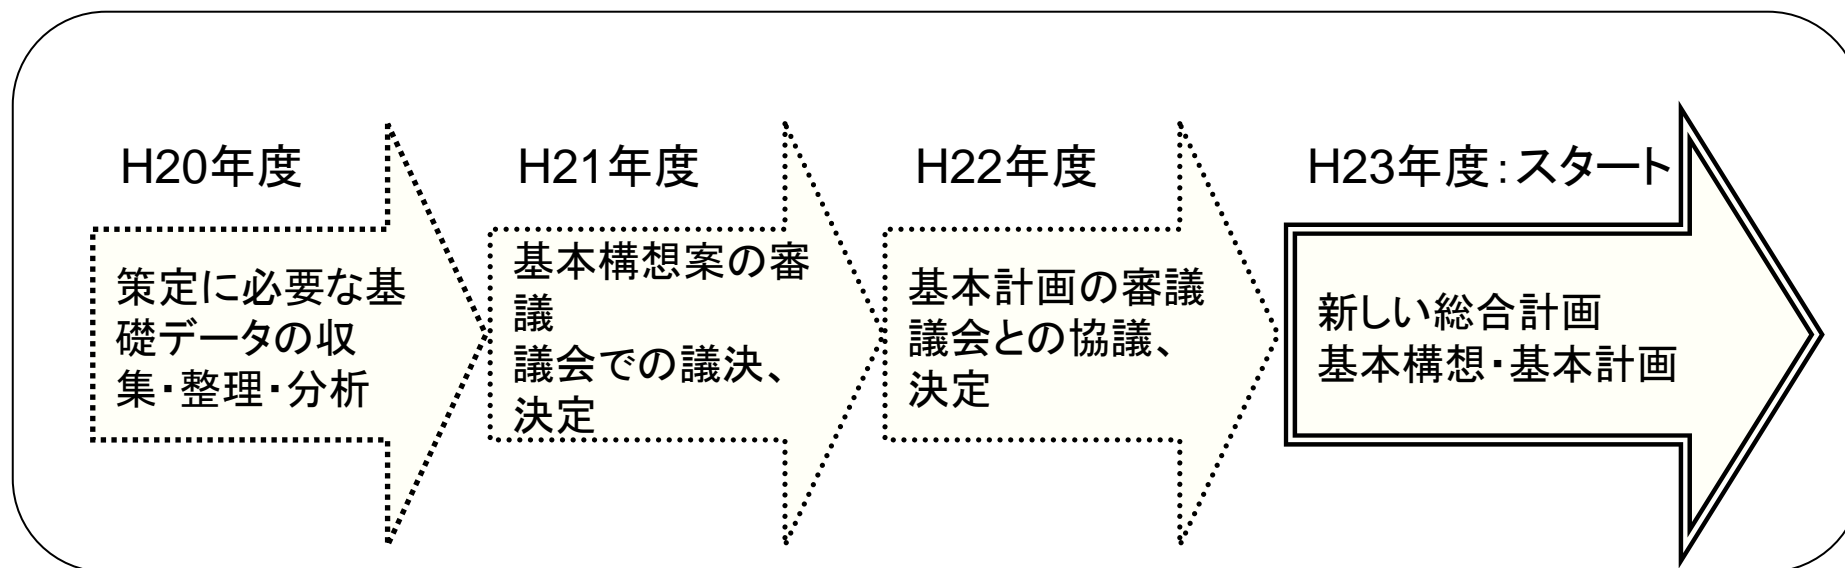 H20年度
策定に必要な基
礎データの収
集・整理・分析
H21年度
基本構想案の審
議
議会での議決、
決定
H22年度
基本計画の審議
議会との協議、
決定
H23年度：スタート
新しい総合計画
基本構想・基本計画